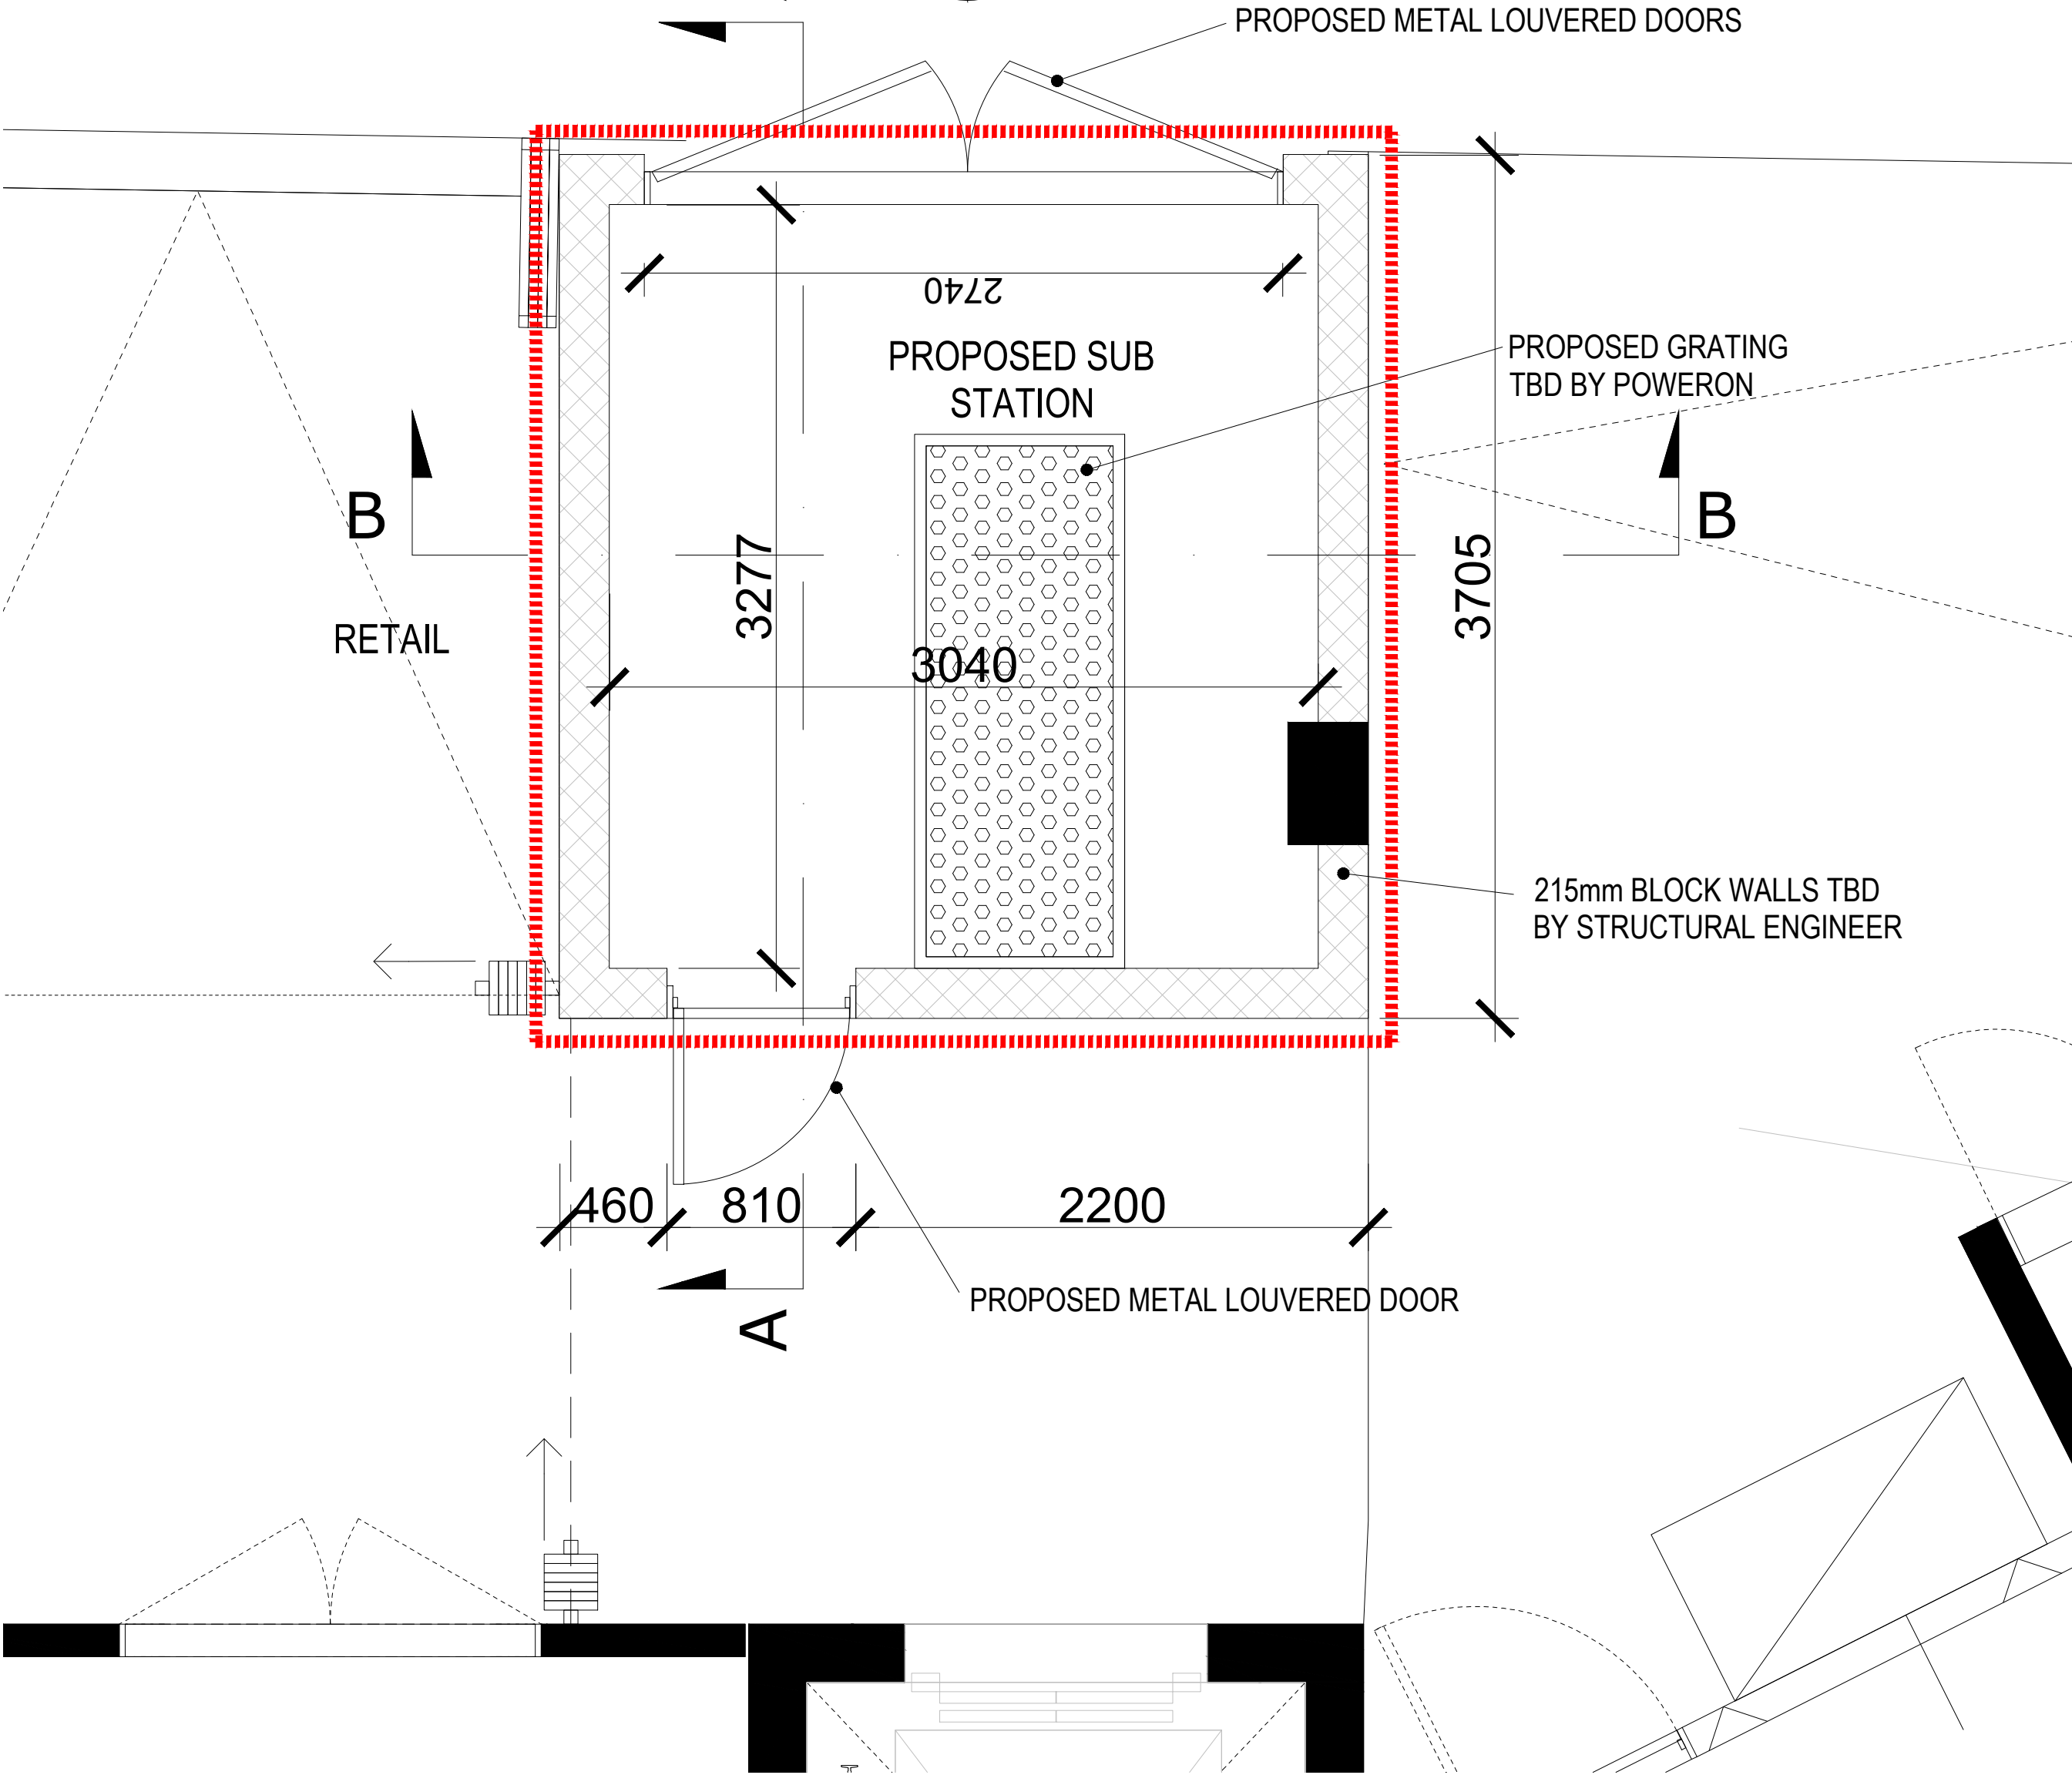 PROPOSED METAL LOUVERED DOORS
2740
PROPOSED SUB
STATION
PROPOSED GRATING
TBD BY POWERON
B
B
3277
3705
RETAIL
3040
215mm BLOCK WALLS TBD
BY STRUCTURAL ENGINEER
460
810
2200
PROPOSED METAL LOUVERED DOOR
A